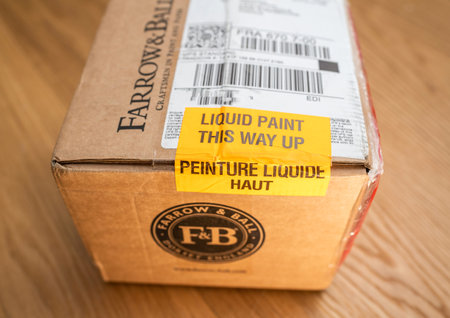 FARROW & BALL
CRAFTSMEN IN PAINT AND PAPER
FRA 670 7-00
EDI
LIQUID PAINT
THIS WAY UP
PEINTURE LIQUIDE
HAUT
FARROW & BALL
F&B
DORSET ENGLAND